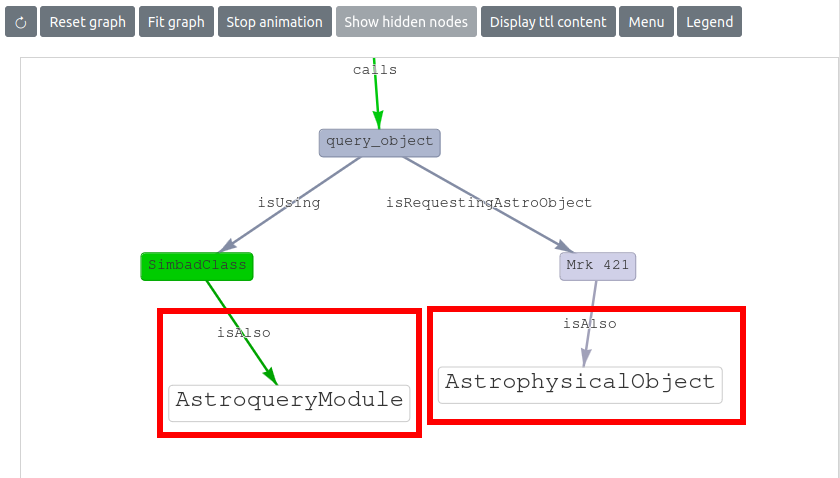 Reset graph Fit graph Stop animation Show hidden nodes Display ttl content Menu Legend
calls
query_object
isUsing isRequestingAstroObject
SimbadClass Mrk 421
isAlso isAlso
AstroqueryModule AstrophysicalObject